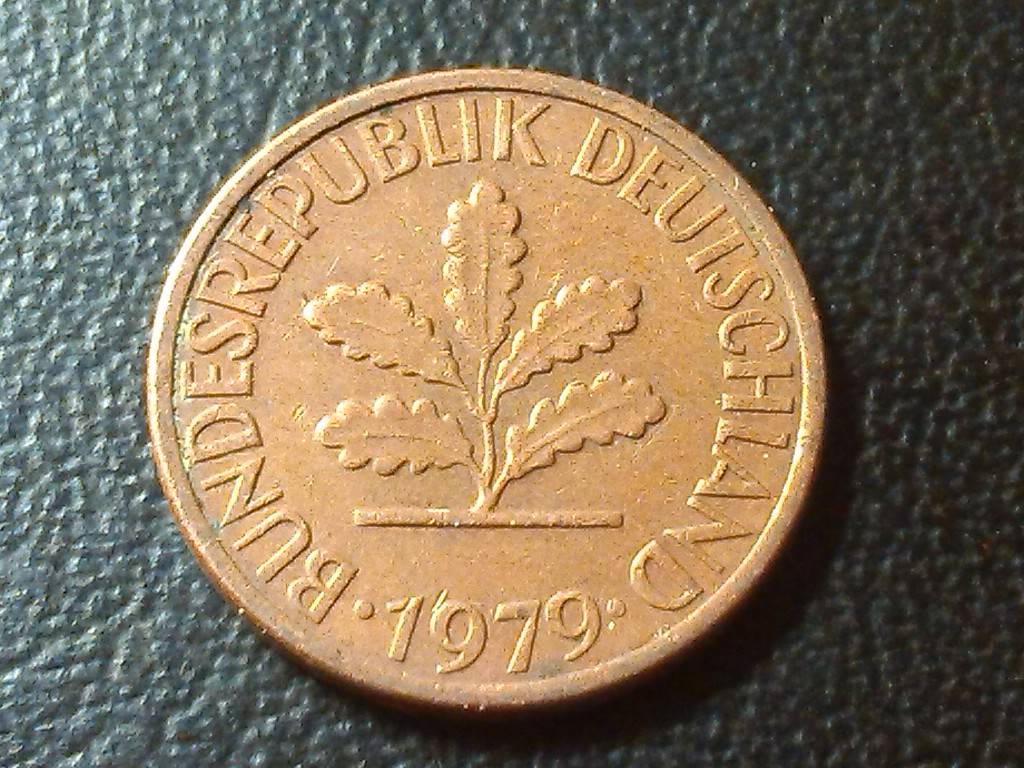 BUNDESREPUBLIK DEUTSCHLAND
· 1979 ·